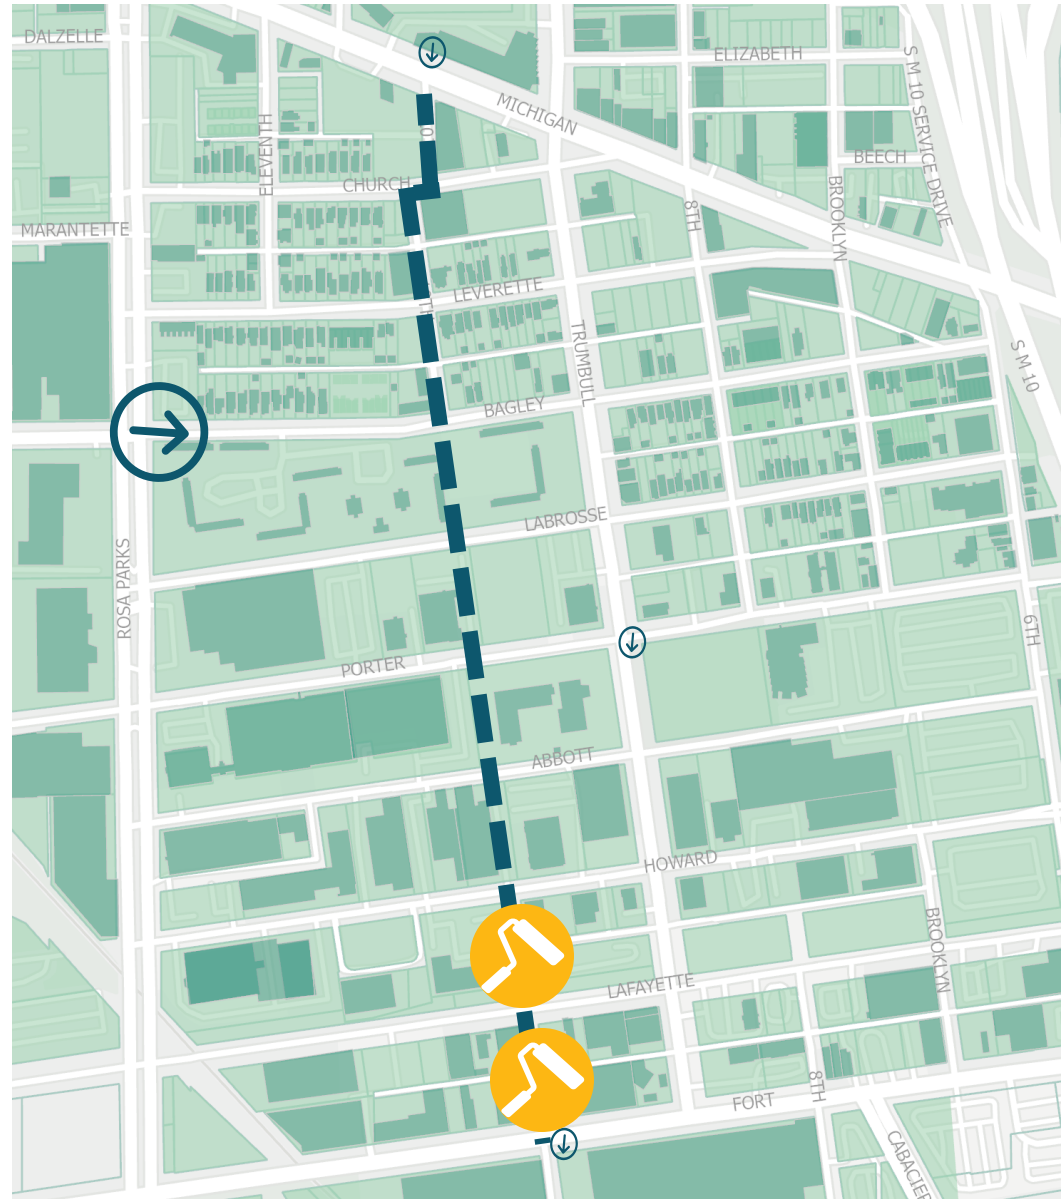 DALZELLE
ELIZABETH
MICHIGAN
S M 10 SERVICE DRIVE
ELEVENTH
BEECH
CHURCH
BROOKLYN
8TH
MARANTETTE
LEVERETTE
TRUMBULL
S M 10
BAGLEY
LABROSSE
ROSA PARKS
6TH
PORTER
ABBOTT
HOWARD
BROOKLYN
LAFAYETTE
8TH
FORT
CABACIER